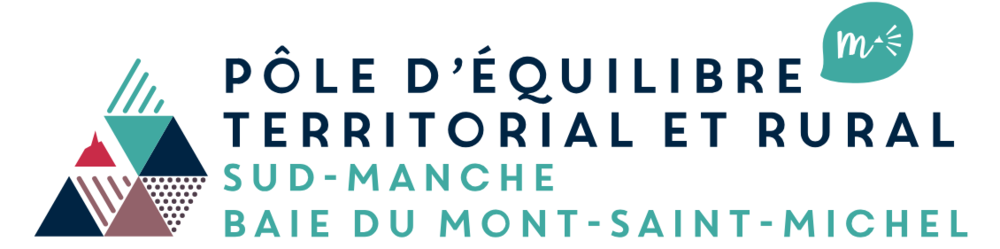 PÔLE D'ÉQUILIBRE
m
TERRITORIAL ET RURAL
SUD-MANCHE
BAIE DU MONT-SAINT-MICHEL